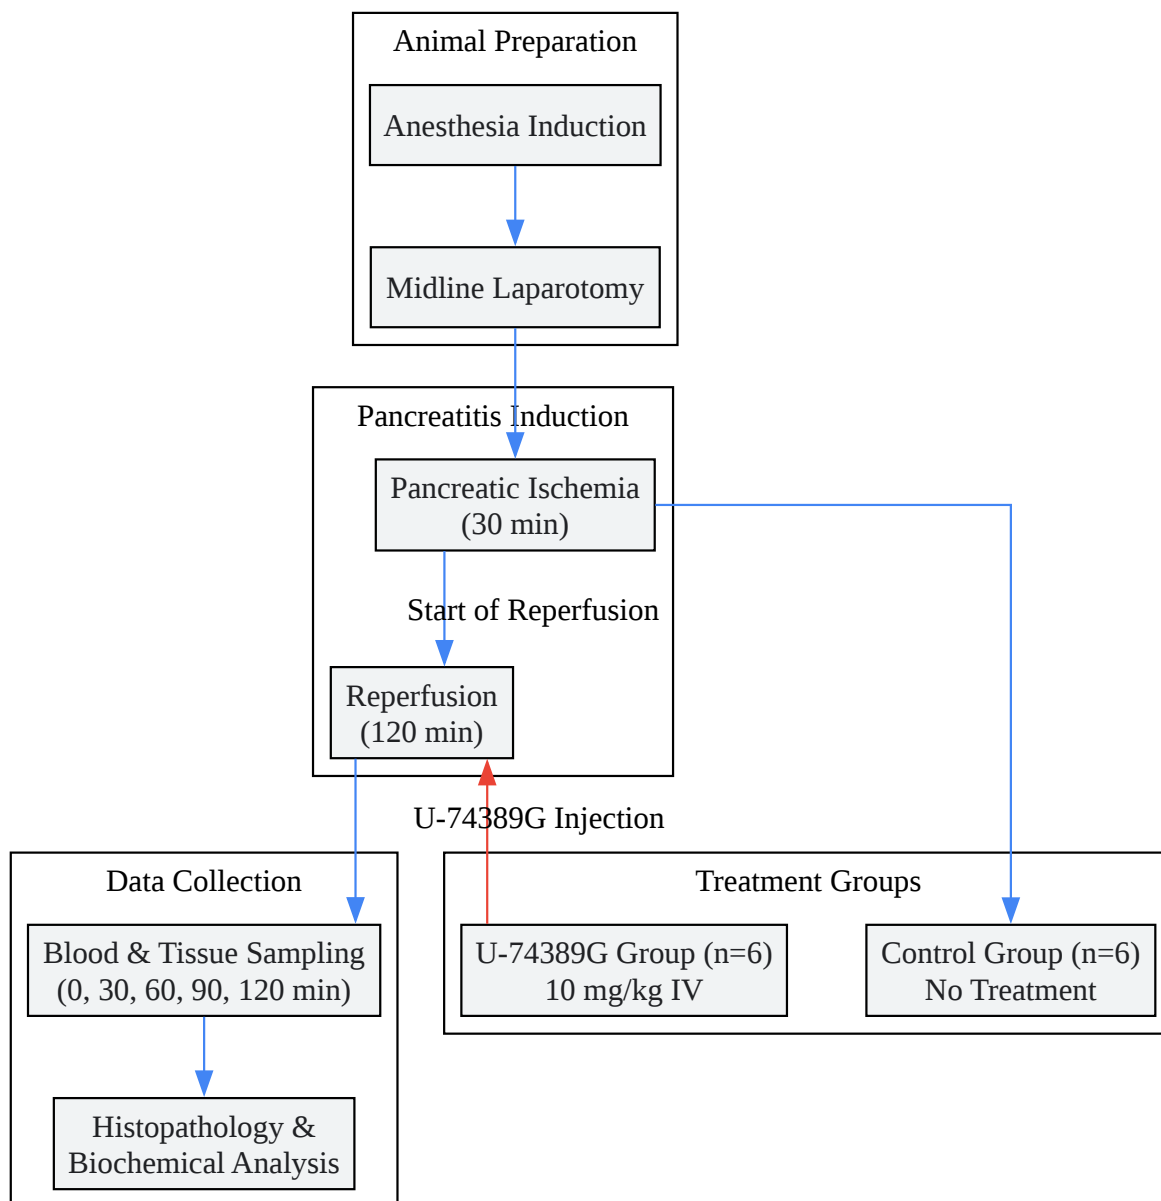 Animal Preparation
Anesthesia Induction
Midline Laparotomy
Pancreatitis Induction
Pancreatic Ischemia
(30 min)
Start of Reperfusion
Reperfusion
(120 min)
U-74389G Injection
Data Collection
Blood & Tissue Sampling
(0, 30, 60, 90, 120 min)
Histopathology &
Biochemical Analysis
Treatment Groups
U-74389G Group (n=6)
10 mg/kg IV
Control Group (n=6)
No Treatment